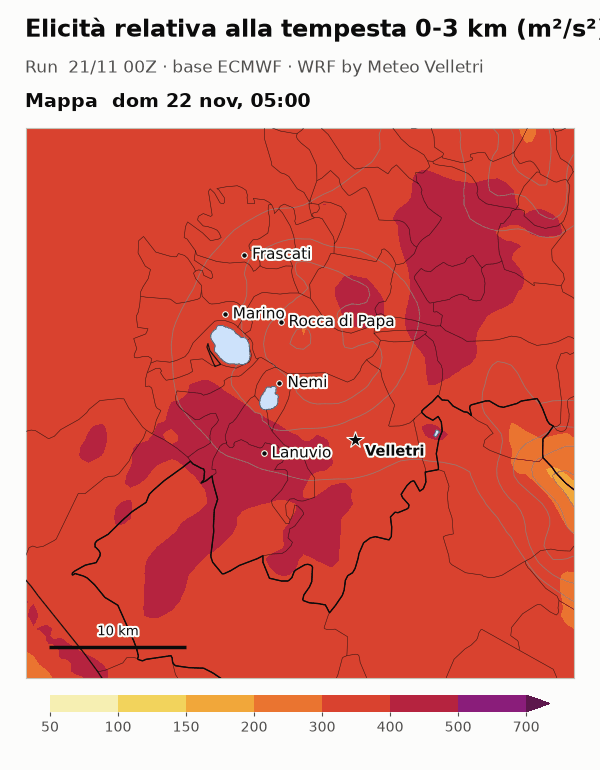 Elicità relativa alla tempesta 0-3 km (m²/s²)
Run 21/11 00Z · base ECMWF · WRF by Meteo Velletri
Mappa dom 22 nov, 05:00
Frascati
Marino
Rocca di Papa
Nemi
Velletri
Lanuvio
10 km
50 100 150 200 300 400 500 700